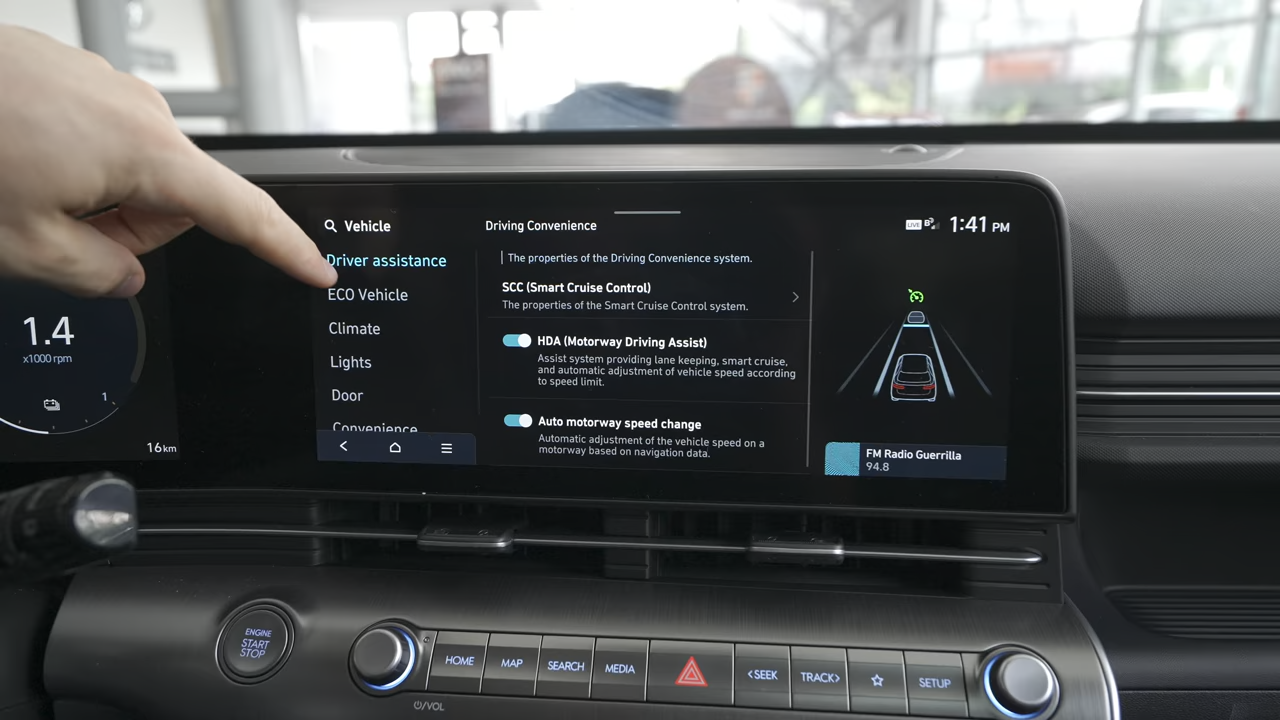 1.4
x1000 rpm
1
16km
Vehicle
Driver assistance
ECO Vehicle
Climate
Lights
Door
Convenience
Driving Convenience
The properties of the Driving Convenience system.
SCC (Smart Cruise Control)
The properties of the Smart Cruise Control system.
HDA (Motorway Driving Assist)
Assist system providing lane keeping, smart cruise,
and automatic adjustment of vehicle speed according
to speed limit.
Auto motorway speed change
Automatic adjustment of the vehicle speed on a
motorway based on navigation data.
LIVE
1:41 PM
FM Radio Guerrilla
94.8
ENGINE
START
STOP
HOME
MAP
SEARCH
MEDIA
<SEEK
TRACK>
SETUP
/VOL